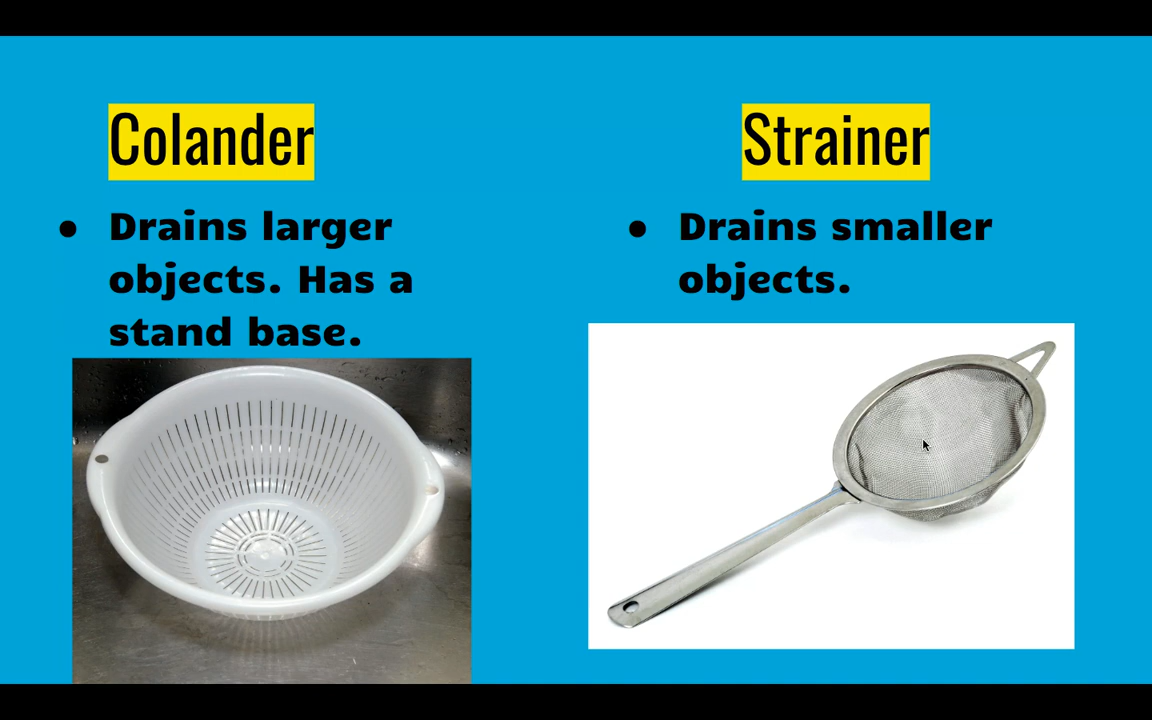 Colander
● Drains larger
objects. Has a
stand base.
Strainer
● Drains smaller
objects.